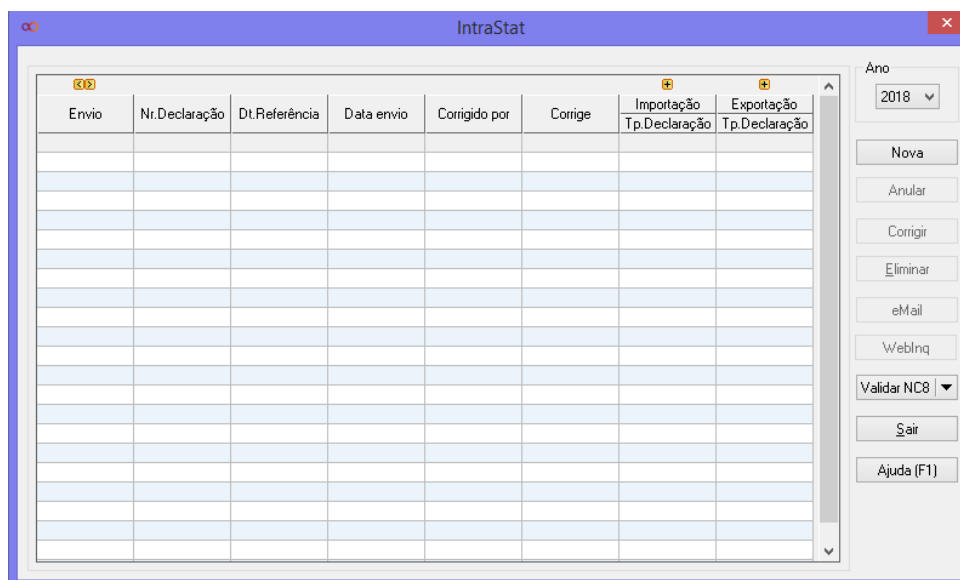 IntraStat
Ano
2018
Envio Nr.Declaração Dt.Referência Data envio Corrigido por Corrige Importação Exportação
Tp.Declaração Tp.Declaração
Nova
Anular
Corrigir
Eliminar
eMail
WebInq
Validar NC8
Sair
Ajuda (F1)